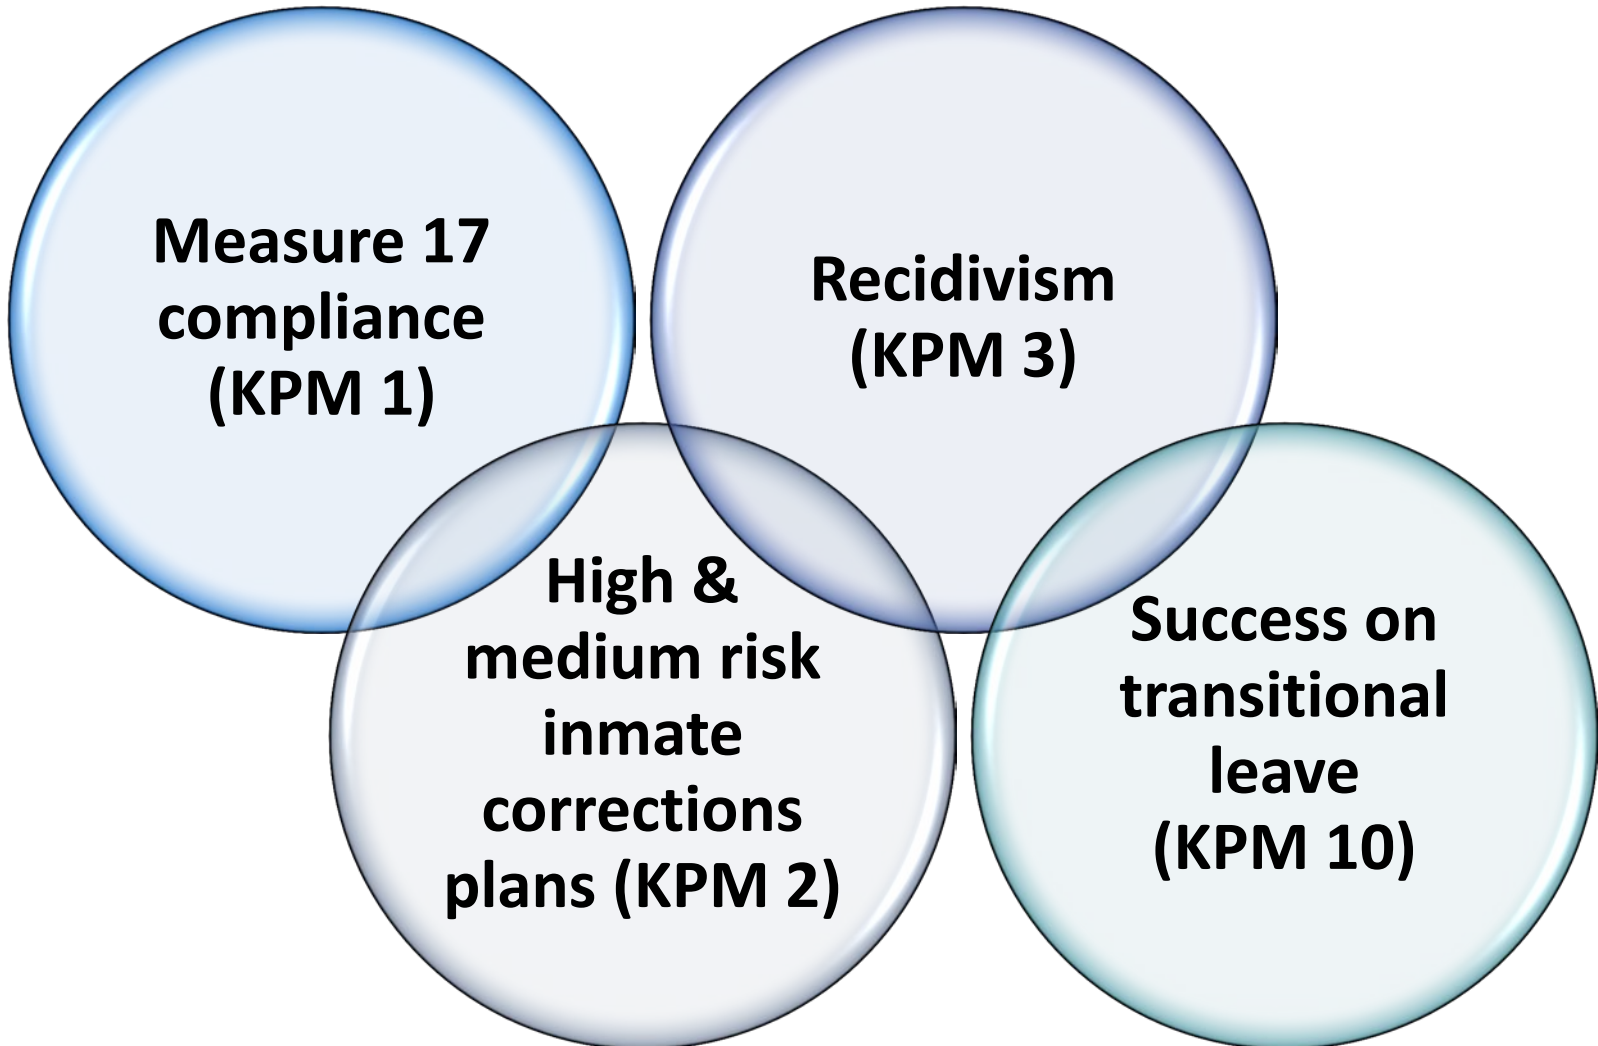 Measure 17
compliance
(KPM 1)
Recidivism
(KPM 3)
High &
medium risk
inmate
corrections
plans (KPM 2)
Success on
transitional
leave
(KPM 10)